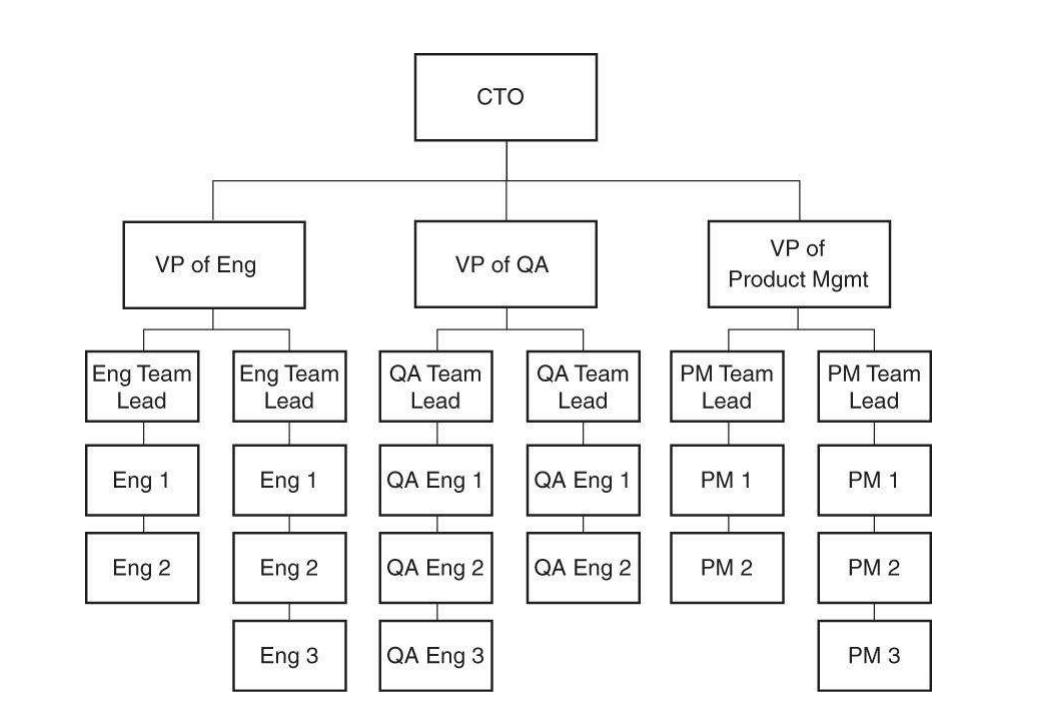 CTO
VP of Eng
VP of QA
VP of
Product Mgmt
Eng Team
Lead
Eng Team
Lead
QA Team
Lead
QA Team
Lead
PM Team
Lead
PM Team
Lead
Eng 1
Eng 1
QA Eng 1
QA Eng 1
PM 1
PM 1
Eng 2
Eng 2
QA Eng 2
QA Eng 2
PM 2
PM 2
Eng 3
QA Eng 3
PM 3